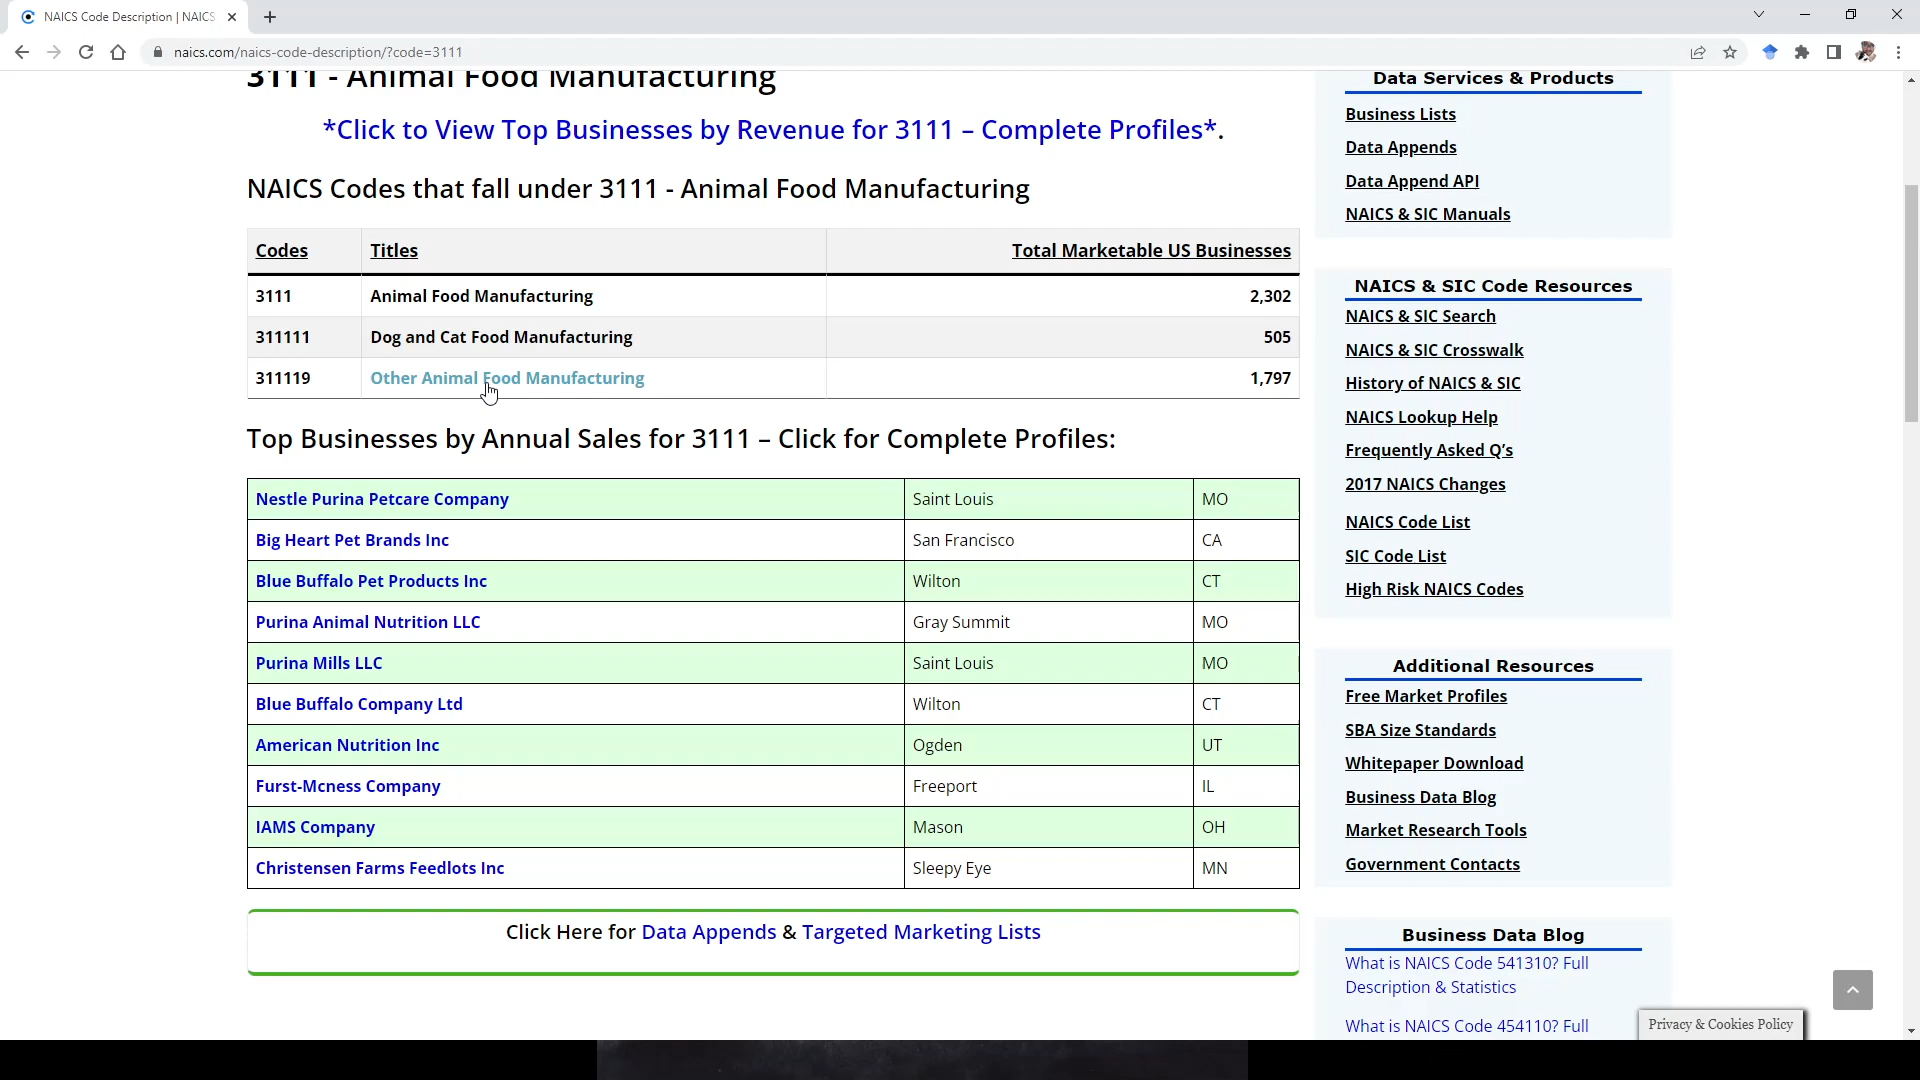 NAICS Code Description | NAICS
naics.com/naics-code-description/?code=3111
3111 - Animal Food Manufacturing
*Click to View Top Businesses by Revenue for 3111 – Complete Profiles*.
NAICS Codes that fall under 3111 - Animal Food Manufacturing
Codes Titles Total Marketable US Businesses
3111 Animal Food Manufacturing 2,302
311111 Dog and Cat Food Manufacturing 505
311119 Other Animal Food Manufacturing 1,797
Top Businesses by Annual Sales for 3111 – Click for Complete Profiles:
Nestle Purina Petcare Company Saint Louis MO
Big Heart Pet Brands Inc San Francisco CA
Blue Buffalo Pet Products Inc Wilton CT
Purina Animal Nutrition LLC Gray Summit MO
Purina Mills LLC Saint Louis MO
Blue Buffalo Company Ltd Wilton CT
American Nutrition Inc Ogden UT
Furst-Mcness Company Freeport IL
IAMS Company Mason OH
Christensen Farms Feedlots Inc Sleepy Eye MN
Click Here for Data Appends & Targeted Marketing Lists
Data Services & Products
Business Lists
Data Appends
Data Append API
NAICS & SIC Manuals
NAICS & SIC Code Resources
NAICS & SIC Search
NAICS & SIC Crosswalk
History of NAICS & SIC
NAICS Lookup Help
Frequently Asked Q’s
2017 NAICS Changes
NAICS Code List
SIC Code List
High Risk NAICS Codes
Additional Resources
Free Market Profiles
SBA Size Standards
Whitepaper Download
Business Data Blog
Market Research Tools
Government Contacts
Business Data Blog
What is NAICS Code 541310? Full
Description & Statistics
What is NAICS Code 454110? Full
Privacy & Cookies Policy